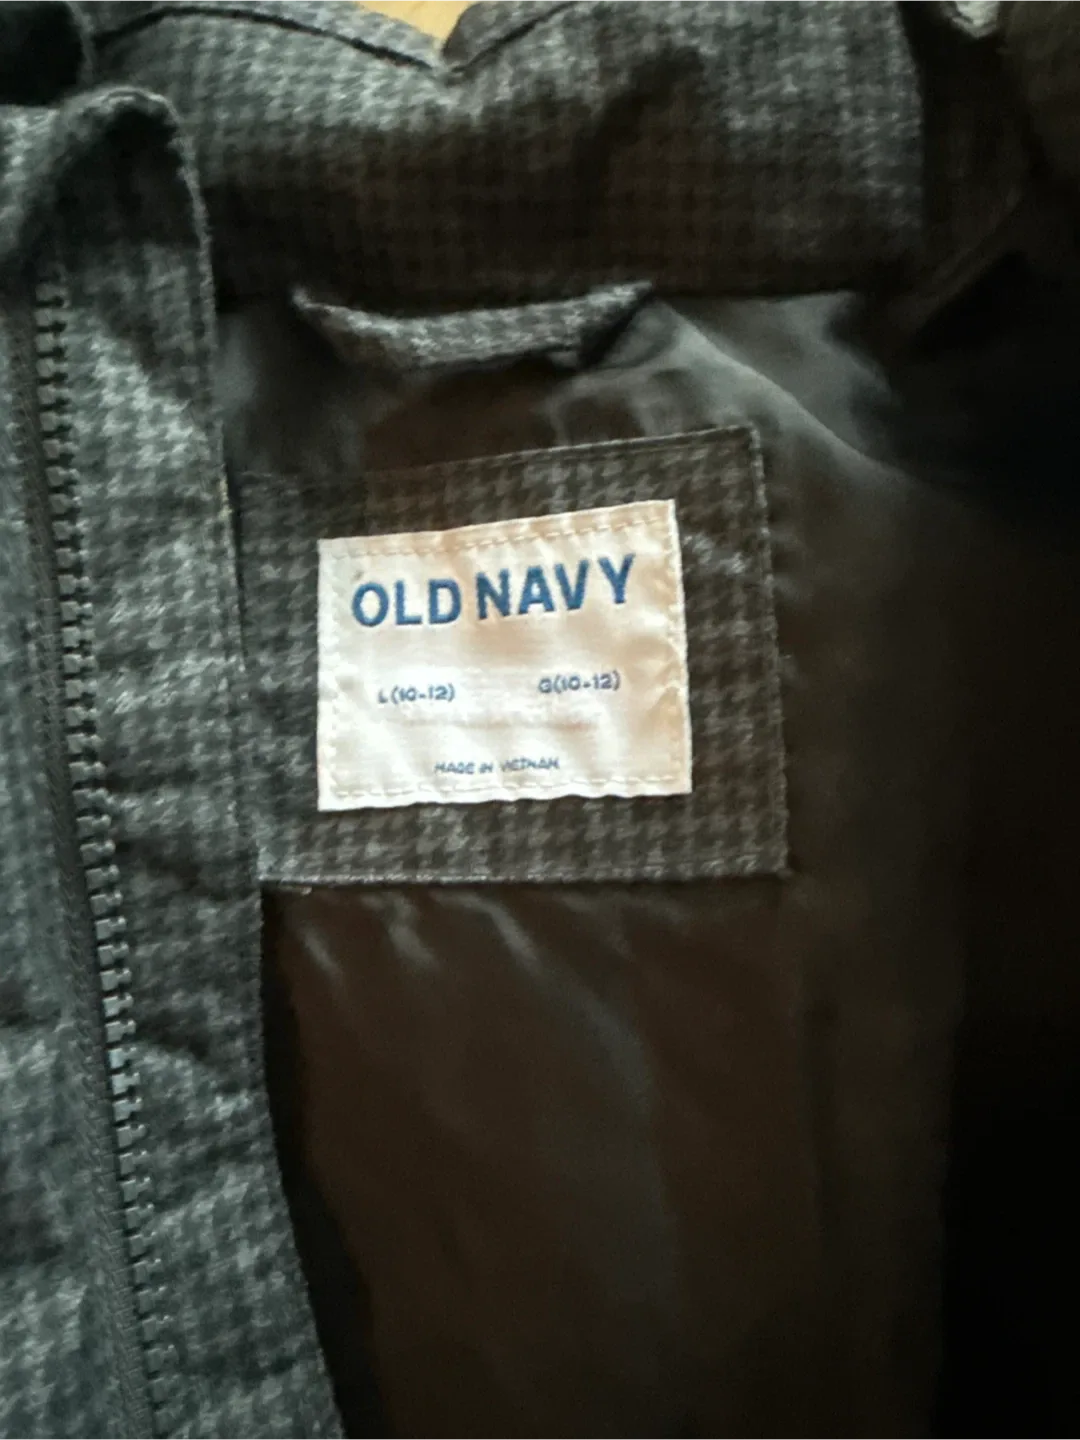 OLD NAVY
L(10-12) G(10-12)
MADE IN VIETNAM